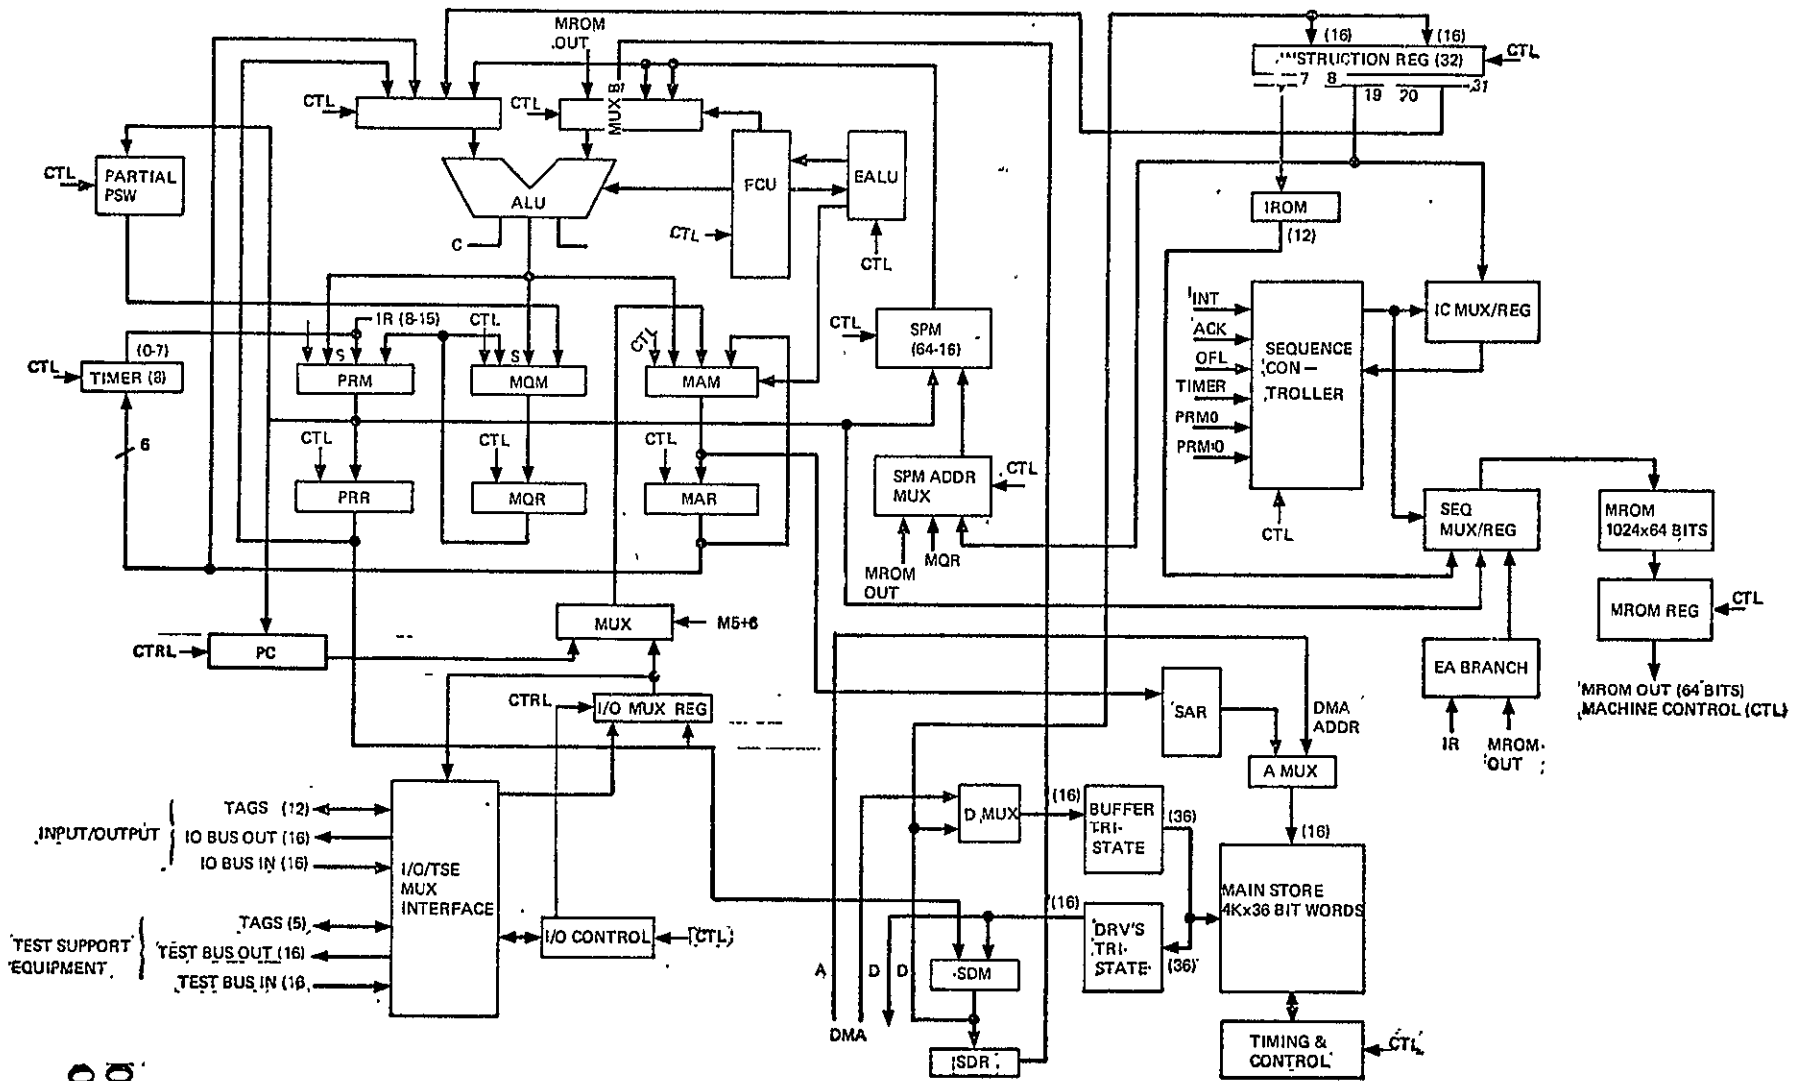 MROM
OUT
(16)
(16)
INSTRUCTION REG (32)
CTL
7
8
19
20
31
CTL
CTL
MUX B
PARTIAL
PSW
CTL
ALU
FCU
EALU
C
CTL
CTL
IROM
(12)
INT
ACK
OFL
TIMER
PRM0
SEQUENCE
CON-
TROLLER
IC MUX/REG
CTL
IR (8-15)
CTL
CTL
CTL
SPM
(64-16)
(0-7)
S
S
CTL
TIMER (8)
PRM
MQM
MAM
6
CTL
CTL
CTL
PRR
MQR
MAR
SPM ADDR
MUX
CTL
MROM
OUT
MQR
CTL
SEQ
MUX/REG
MROM
1024x64 BITS
MROM REG
CTL
MUX
M5+6
CTRL
PC
EA BRANCH
IR
MROM
OUT
MROM OUT (64 BITS)
MACHINE CONTROL (CTL)
CTRL
I/O MUX REG
SAR
DMA
ADDR
A MUX
(16)
INPUT/OUTPUT
TAGS (12)
IO BUS OUT (16)
IO BUS IN (16)
I/O/TSE
MUX
INTERFACE
D MUX
(16)
BUFFER
TRI-
STATE
(36)
MAIN STORE
4Kx36 BIT WORDS
TEST SUPPORT
EQUIPMENT
TAGS (5)
TEST BUS OUT (16)
TEST BUS IN (16
I/O CONTROL
(CTL)
(16)
DRV'S
TRI-
STATE
(36)
A
D
D
SDM
DMA
SDR
TIMING &
CONTROL
CTL